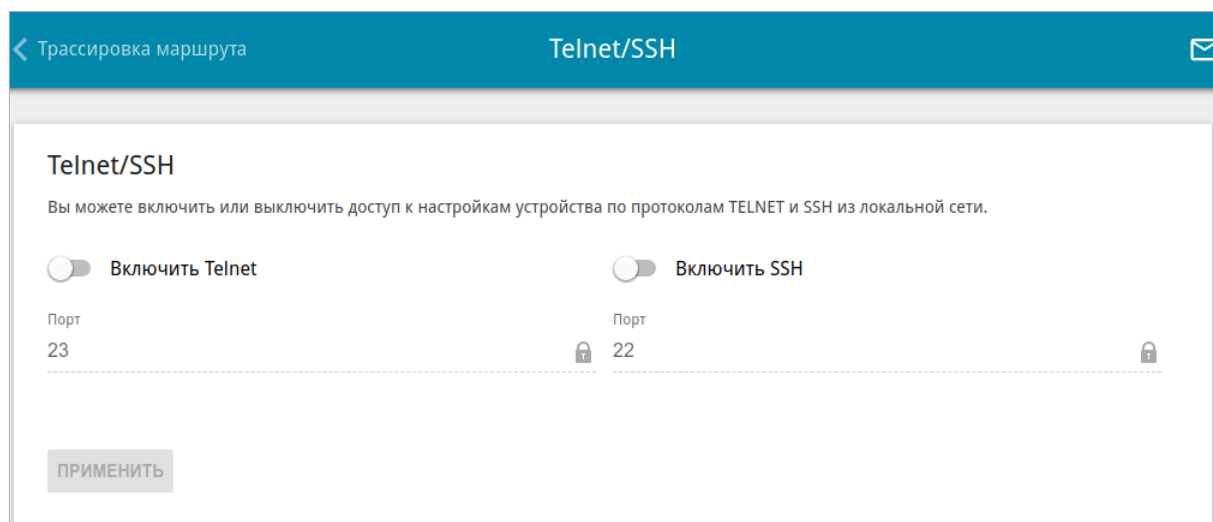 Трассировка маршрута
Telnet/SSH
Telnet/SSH
Вы можете включить или выключить доступ к настройкам устройства по протоколам TELNET и SSH из локальной сети.
Включить Telnet
Включить SSH
Порт
Порт
23
22
ПРИМЕНИТЬ